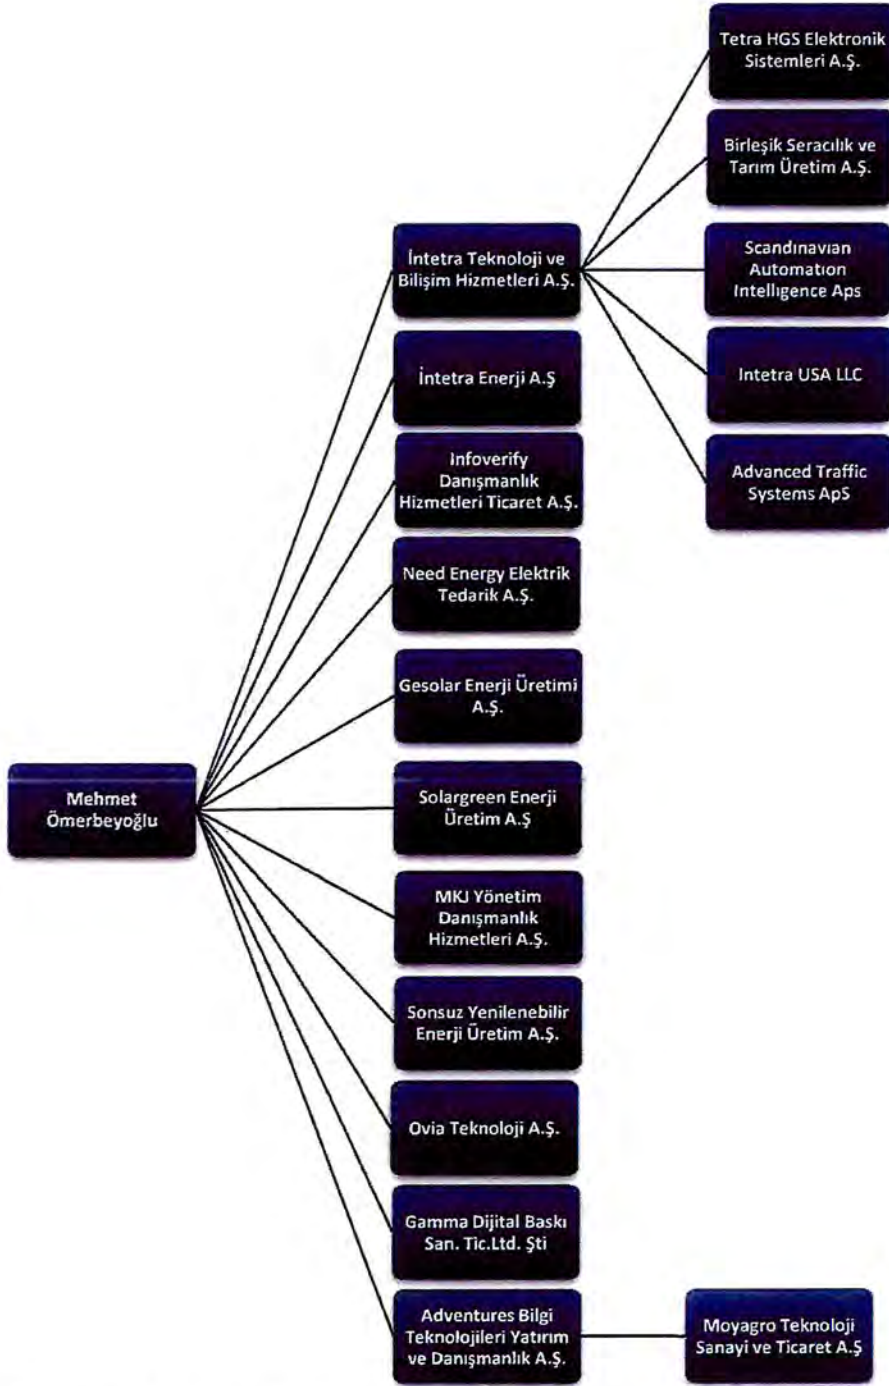 Mehmet
Ömerbeyoğlu
İntetra Teknoloji ve
Bilişim Hizmetleri A.Ş.
İntetra Enerji A.Ş
Infoverify
Danışmanlık
Hizmetleri Ticaret A.Ş.
Need Energy Elektrik
Tedarik A.Ş.
Gesolar Enerji Üretimi
A.Ş.
Solargreen Enerji
Üretim A.Ş
MKJ Yönetim
Danışmanlık
Hizmetleri A.Ş.
Sonsuz Yenilenebilir
Enerji Üretim A.Ş.
Ovia Teknoloji A.Ş.
Gamma Dijital Baskı
San. Tic.Ltd. Şti
Adventures Bilgi
Teknolojileri Yatırım
ve Danışmanlık A.Ş.
Tetra HGS Elektronik
Sistemleri A.Ş.
Birleşik Seracılık ve
Tarım Üretim A.Ş.
Scandinavian
Automation
Intelligence Aps
Intetra USA LLC
Advanced Traffic
Systems ApS
Moyagro Teknoloji
Sanayi ve Ticaret A.Ş